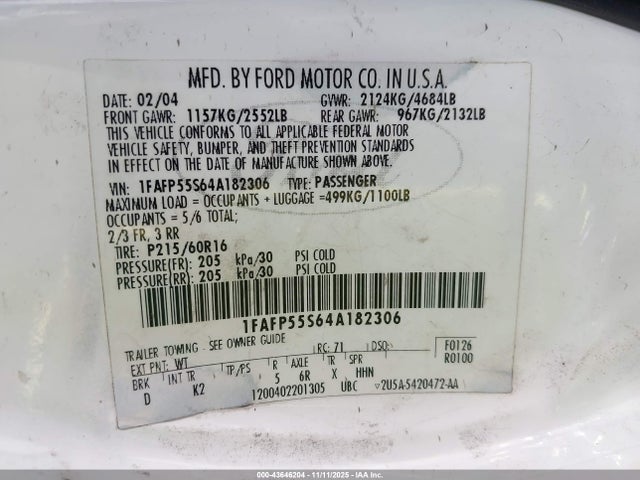 MFD. BY FORD MOTOR CO. IN U.S.A.
DATE: 02/04 GVWR: 2124KG/4684LB
FRONT GAWR: 1157KG/2552LB REAR GAWR: 967KG/2132LB
THIS VEHICLE CONFORMS TO ALL APPLICABLE FEDERAL MOTOR
VEHICLE SAFETY, BUMPER, AND THEFT PREVENTION STANDARDS
IN EFFECT ON THE DATE OF MANUFACTURE SHOWN ABOVE.
VIN: 1FAFP55S64A182306 TYPE: PASSENGER
MAXIMUM LOAD = OCCUPANTS + LUGGAGE = 499KG/1100LB
OCCUPANTS = 5/6 TOTAL;
2/3 FR, 3 RR
TIRE: P215/60R16
PRESSURE(FR): 205 kPa/30 PSI COLD
PRESSURE(RR): 205 kPa/30 PSI COLD
1FAFP55S64A182306
TRAILER TOWING - SEE OWNER GUIDE
RC: 71 DSO: F0126
EXT PNT: WT R0100
BRK INT TR TP/PS R AXLE TR SPR
D K2 5 6R X HHN
1200402201305 UBC 2U5A-5420472-AA
000-43646204 - 11/11/2025 - IAAI.COM